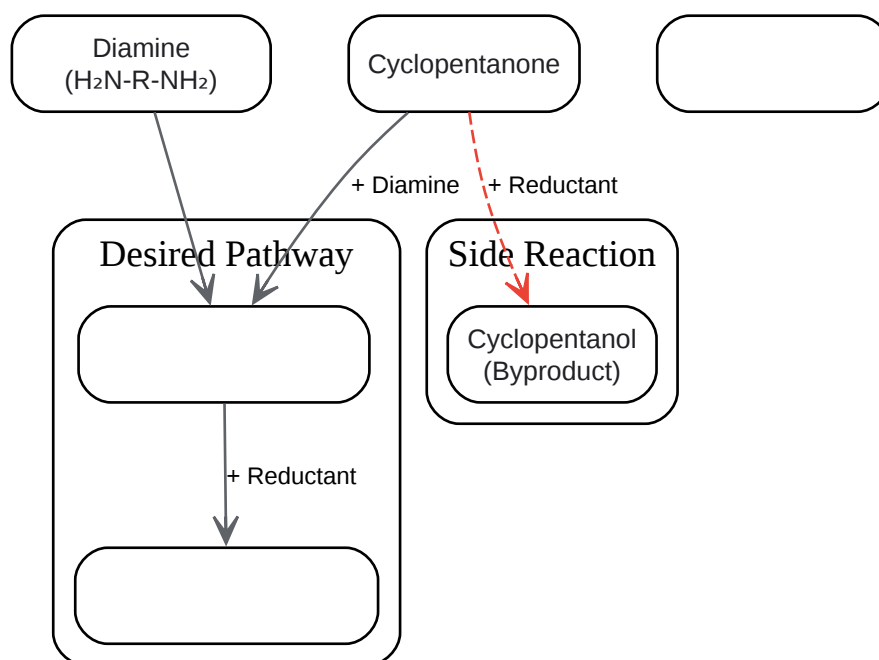 Diamine
(H₂N-R-NH₂)
Cyclopentanone
+ Diamine
+ Reductant
Desired Pathway
Side Reaction
Cyclopentanol
(Byproduct)
+ Reductant